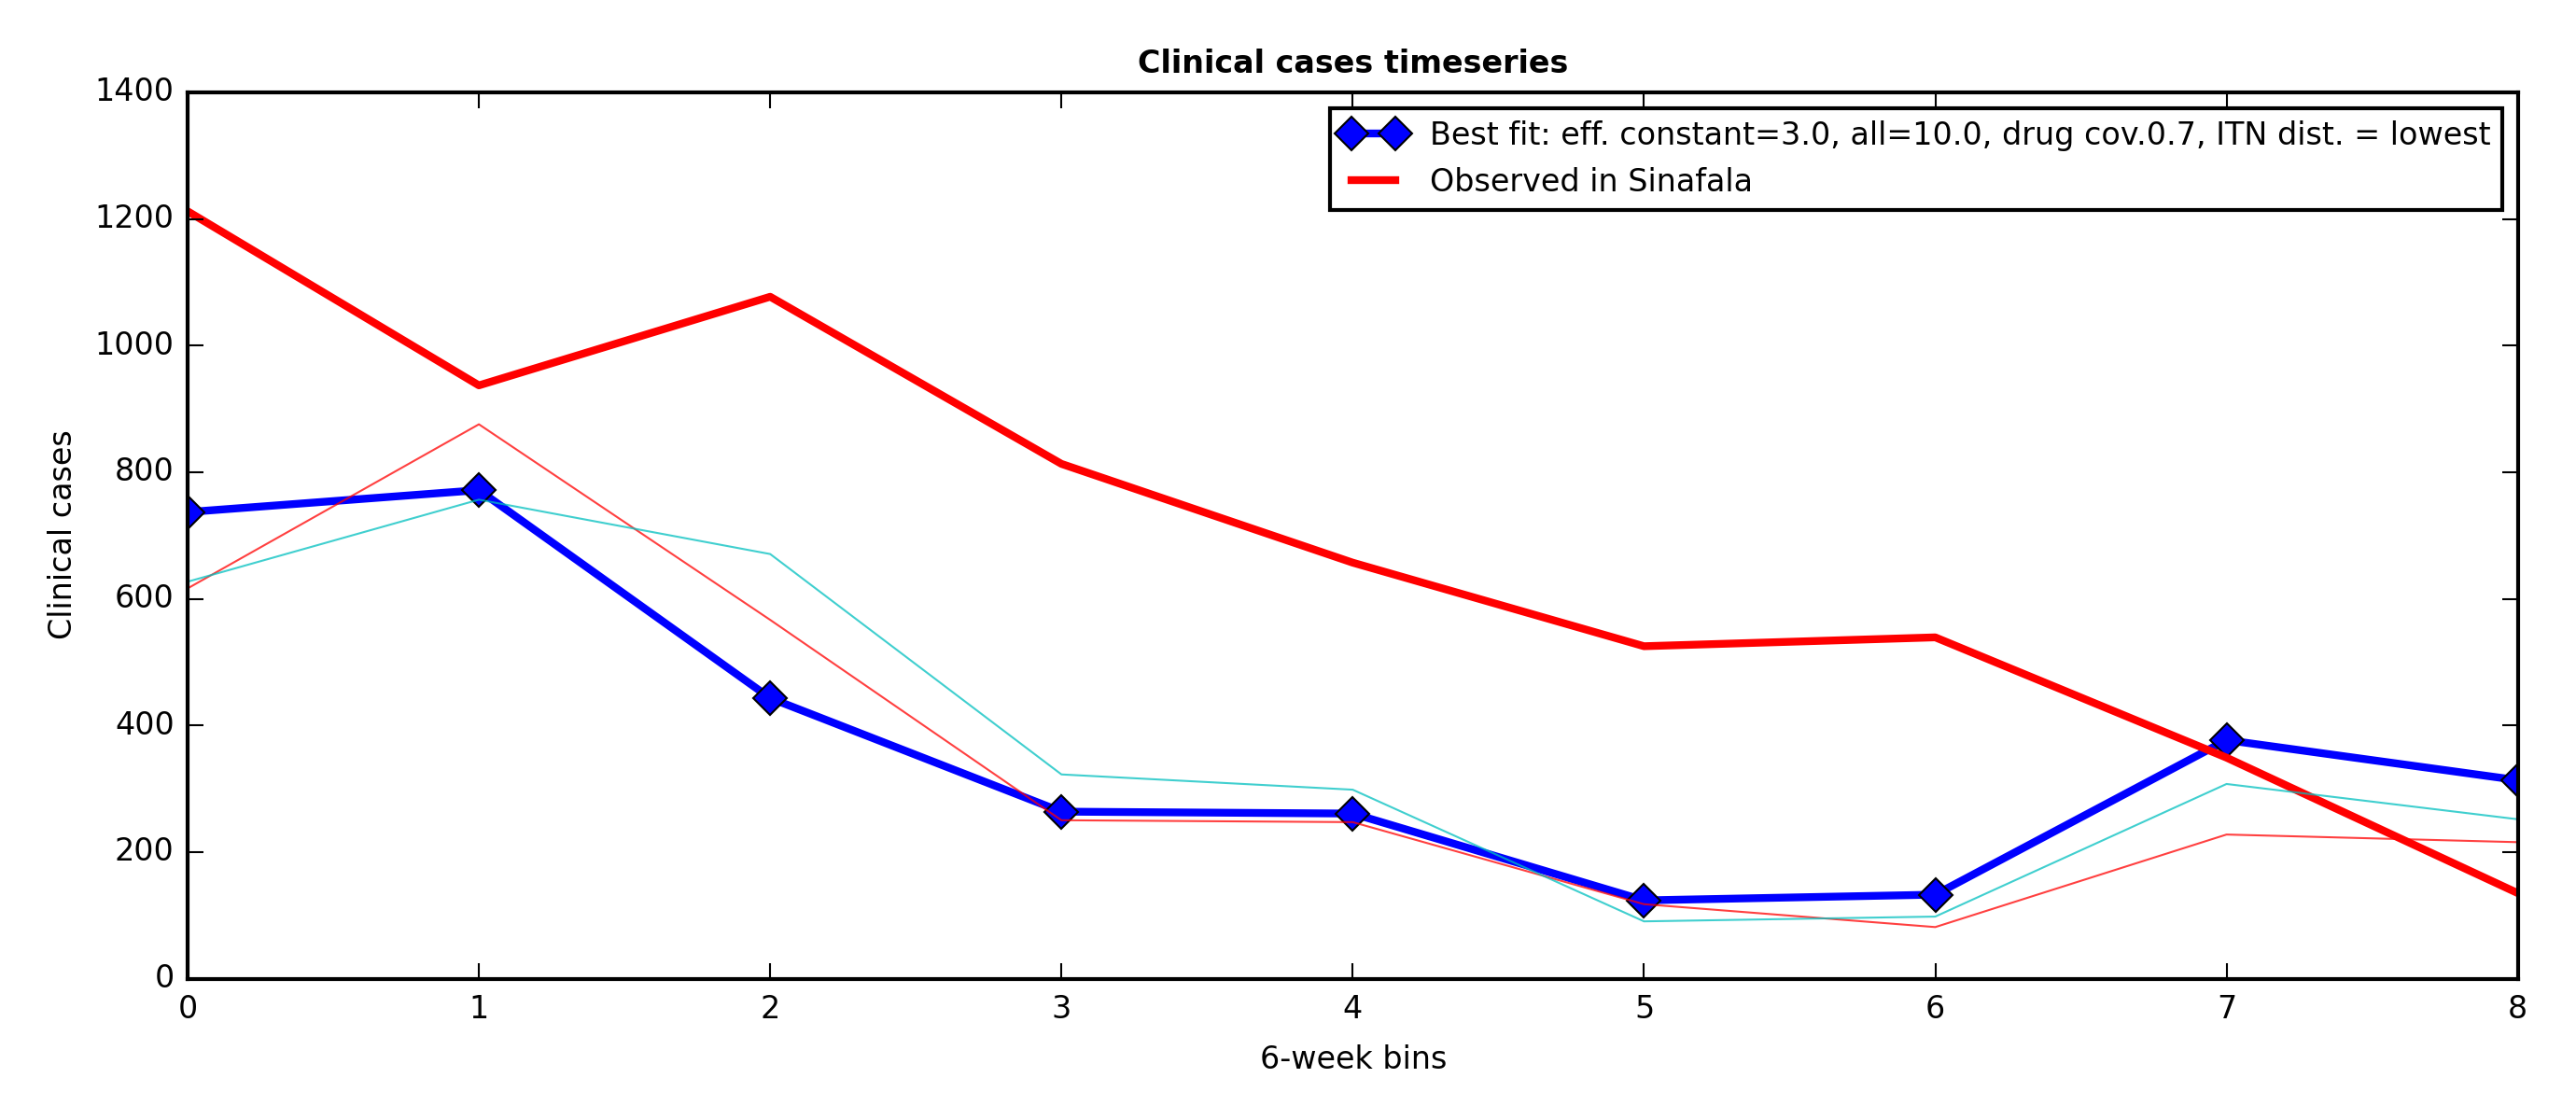 Clinical cases timeseries
1400
1200
1000
800
600
400
200
0
Clinical cases
Best fit: eff. constant=3.0, all=10.0, drug cov.0.7, ITN dist. = lowest
Observed in Sinafala
0 1 2 3 4 5 6 7 8
6-week bins